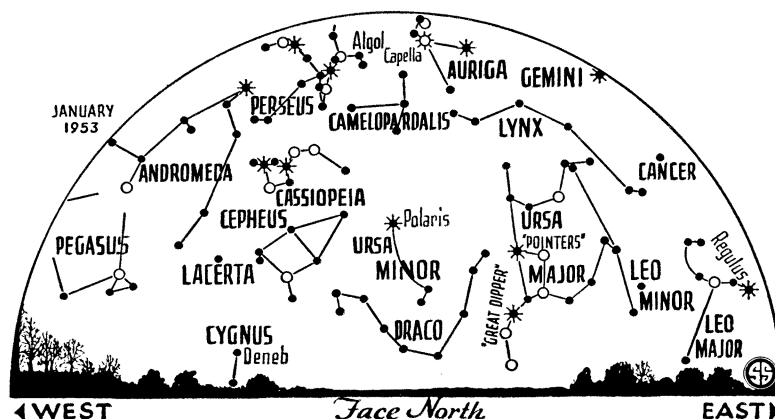 Algol
Capella
AURIGA
GEMINI
JANUARY
1953
PERSEUS
CAMELOPARDALIS
LYNX
ANDROMEDA
CASSIOPEIA
CANCER
CEPHEUS
Polaris
URSA
MINOR
URSA
"POINTERS"
MAJOR
PEGASUS
LACERTA
"GREAT DIPPER"
LEO
MINOR
Regulus
DRACO
LEO
MAJOR
CYGNUS
Deneb
SS
WEST
Face North
EAST